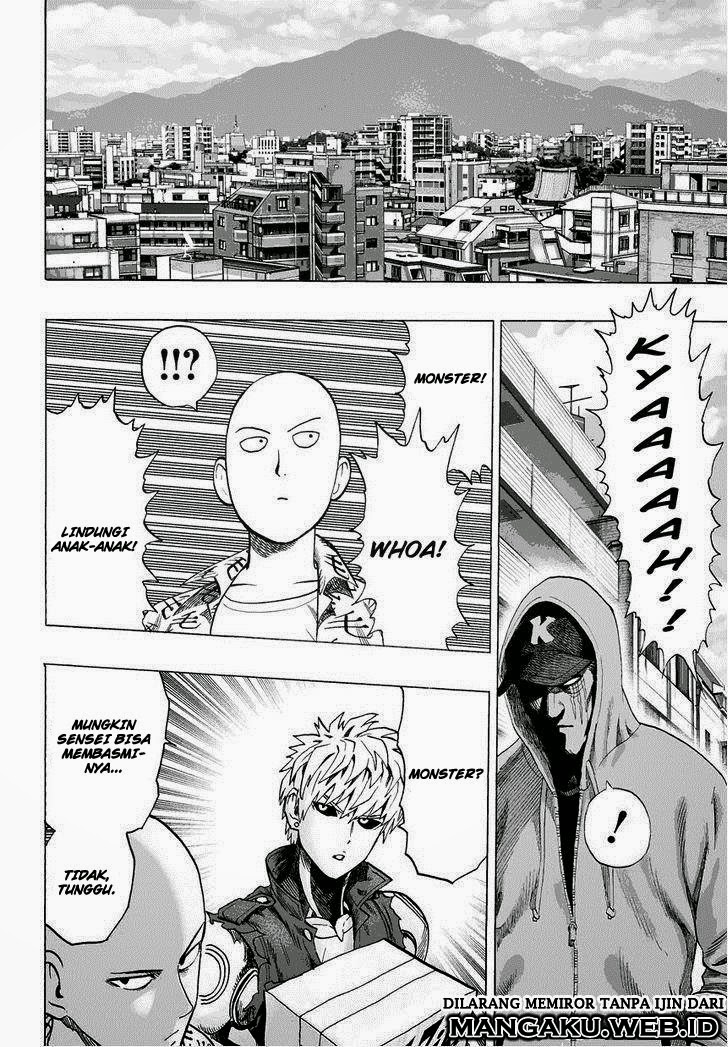 KYAAAAAH!!
K
!
MONSTER!
!!?
WHOA!
LINDUNGI
ANAK-ANAK!
MONSTER?
MUNGKIN
SENSEI BISA
MEMBASMI-
NYA...
TIDAK,
TUNGGU.
DILARANG MEMIROR TANPA IJIN DARI
MANGAKU.WEB.ID